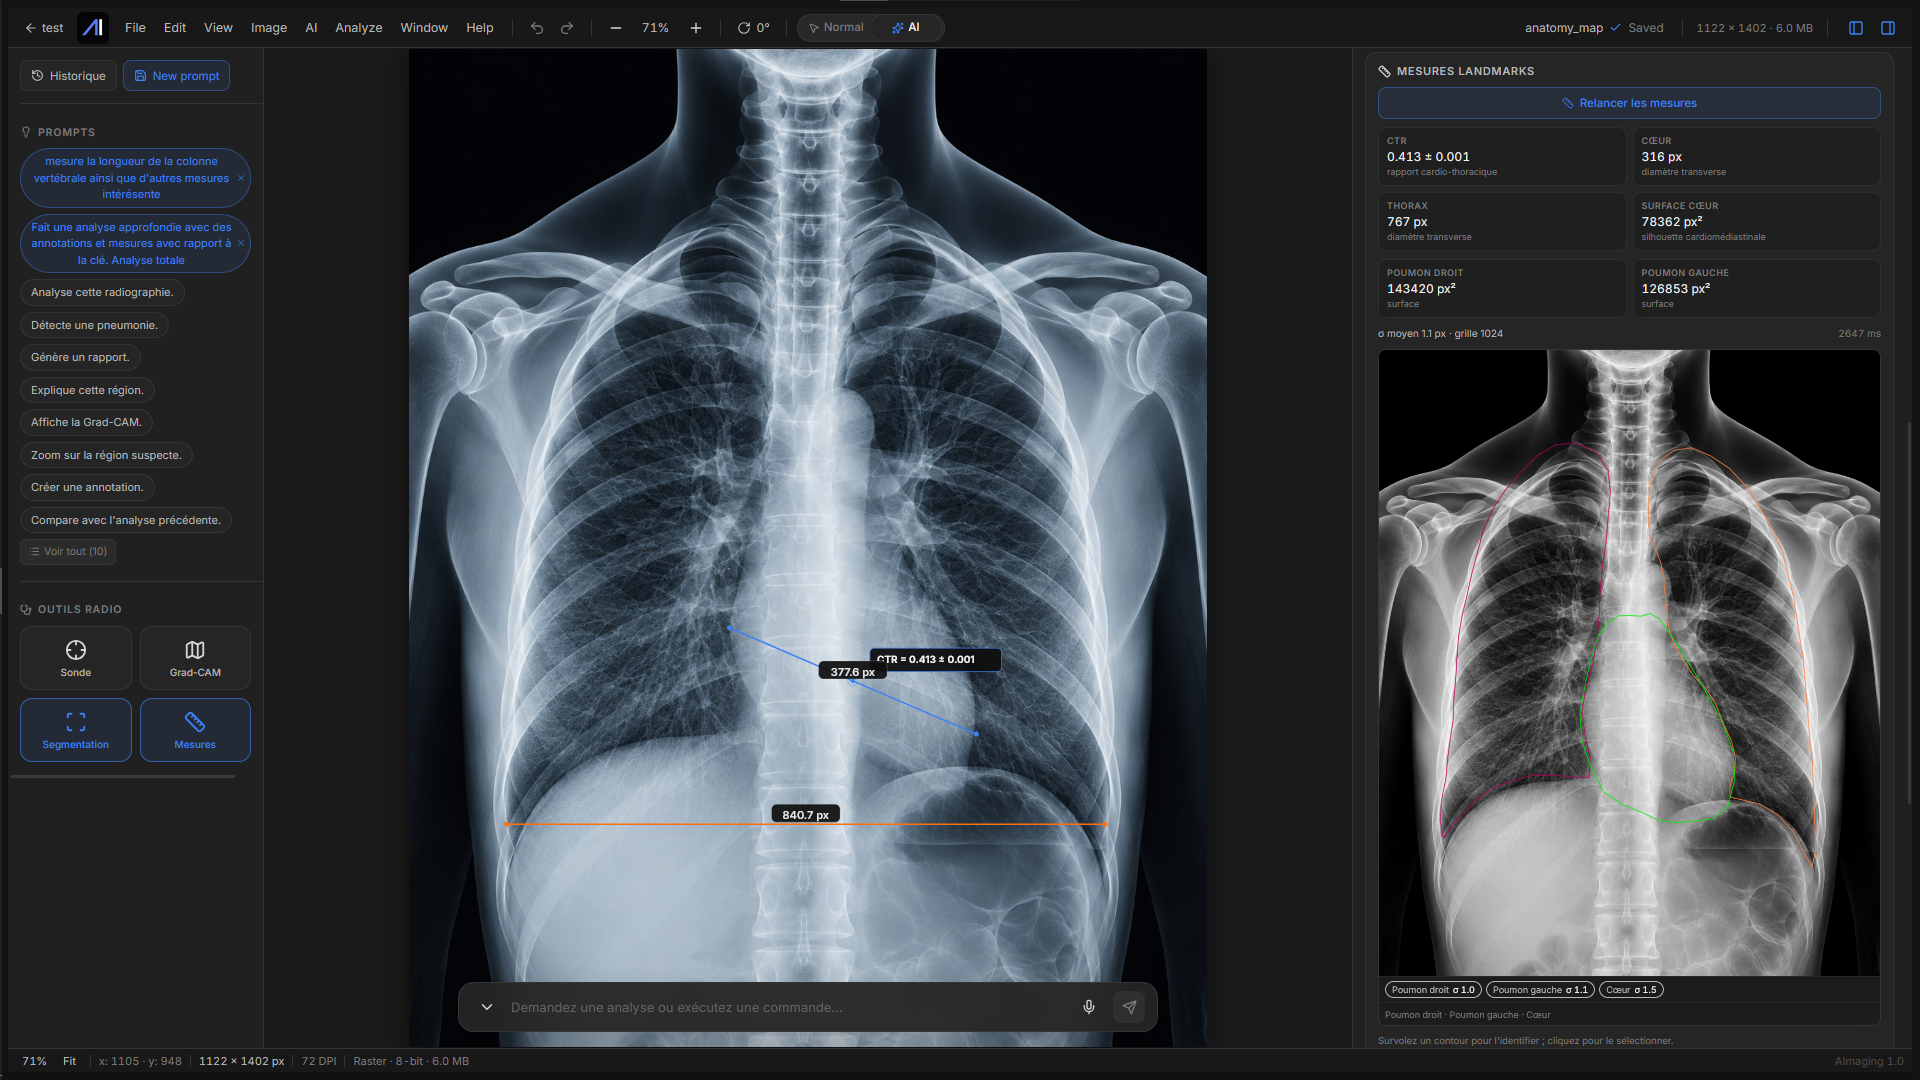 test
AI
File
Edit
View
Image
AI
Analyze
Window
Help
71%
0°
Normal
AI
anatomy_map
Saved
1122 × 1402 · 6.0 MB
Historique
New prompt
PROMPTS
mesure la longueur de la colonne
vertébrale ainsi que d'autres mesures
intérésente
Fait une analyse approfondie avec des
annotations et mesures avec rapport à
la clé. Analyse totale
Analyse cette radiographie.
Détecte une pneumonie.
Génère un rapport.
Explique cette région.
Affiche la Grad-CAM.
Zoom sur la région suspecte.
Créer une annotation.
Compare avec l'analyse précédente.
Voir tout (10)
OUTILS RADIO
Sonde
Grad-CAM
Segmentation
Mesures
CTR = 0.413 ± 0.001
377.6 px
840.7 px
Demandez une analyse ou exécutez une commande...
MESURES LANDMARKS
Relancer les mesures
CTR
0.413 ± 0.001
rapport cardio-thoracique
CŒUR
316 px
diamètre transverse
THORAX
767 px
diamètre transverse
SURFACE CŒUR
78362 px²
silhouette cardiomédiastinale
POUMON DROIT
143420 px²
surface
POUMON GAUCHE
126853 px²
surface
σ moyen 1.1 px · grille 1024
2647 ms
Poumon droit σ 1.0
Poumon gauche σ 1.1
Cœur σ 1.5
Poumon droit · Poumon gauche · Cœur
Survolez un contour pour l'identifier ; cliquez pour le sélectionner.
71%
Fit
x: 1105 · y: 948
1122 × 1402 px
72 DPI
Raster · 8-bit · 6.0 MB
AImaging 1.0